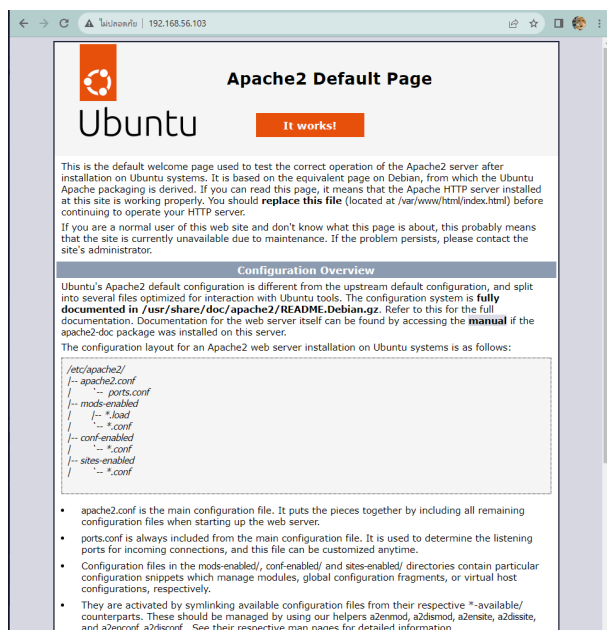 ไม่ปลอดภัย 192.168.56.103
Apache2 Default Page
Ubuntu
It works!
This is the default welcome page used to test the correct operation of the Apache2 server after
installation on Ubuntu systems. It is based on the equivalent page on Debian, from which the Ubuntu
Apache packaging is derived. If you can read this page, it means that the Apache HTTP server installed
at this site is working properly. You should replace this file (located at /var/www/html/index.html) before
continuing to operate your HTTP server.
If you are a normal user of this web site and don't know what this page is about, this probably means
that the site is currently unavailable due to maintenance. If the problem persists, please contact the
site's administrator.
Configuration Overview
Ubuntu's Apache2 default configuration is different from the upstream default configuration, and split
into several files optimized for interaction with Ubuntu tools. The configuration system is fully
documented in /usr/share/doc/apache2/README.Debian.gz. Refer to this for the full
documentation. Documentation for the web server itself can be found by accessing the manual if the
apache2-doc package was installed on this server.
The configuration layout for an Apache2 web server installation on Ubuntu systems is as follows:
/etc/apache2/
|-- apache2.conf
|       `-- ports.conf
|-- mods-enabled
|       |-- *.load
|       `-- *.conf
|-- conf-enabled
|       `-- *.conf
|-- sites-enabled
|       `-- *.conf
• apache2.conf is the main configuration file. It puts the pieces together by including all remaining
configuration files when starting up the web server.
• ports.conf is always included from the main configuration file. It is used to determine the listening
ports for incoming connections, and this file can be customized anytime.
• Configuration files in the mods-enabled/, conf-enabled/ and sites-enabled/ directories contain particular
configuration snippets which manage modules, global configuration fragments, or virtual host
configurations, respectively.
• They are activated by symlinking available configuration files from their respective *-available/
counterparts. These should be managed by using our helpers a2enmod, a2dismod, a2ensite, a2dissite,
and a2enconf, a2disconf . See their respective man pages for detailed information.